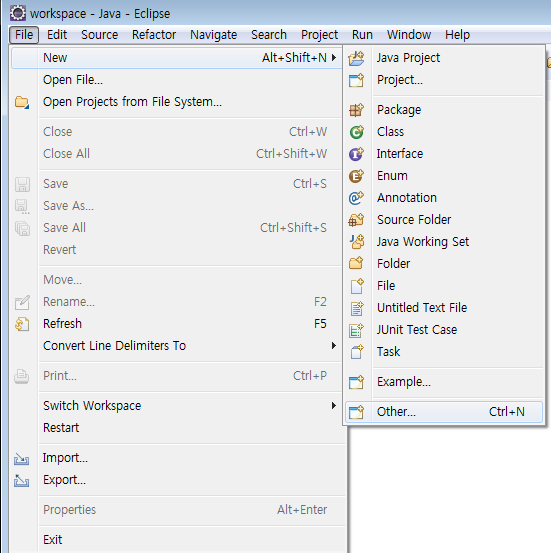 workspace - Java - Eclipse
File Edit Source Refactor Navigate Search Project Run Window Help
New Alt+Shift+N
Open File...
Open Projects from File System...
Close Ctrl+W
Close All Ctrl+Shift+W
Save Ctrl+S
Save As...
Save All Ctrl+Shift+S
Revert
Move...
Rename... F2
Refresh F5
Convert Line Delimiters To
Print... Ctrl+P
Switch Workspace
Restart
Import...
Export...
Properties Alt+Enter
Exit
Java Project
Project...
Package
Class
Interface
Enum
Annotation
Source Folder
Java Working Set
Folder
File
Untitled Text File
JUnit Test Case
Task
Example...
Other... Ctrl+N